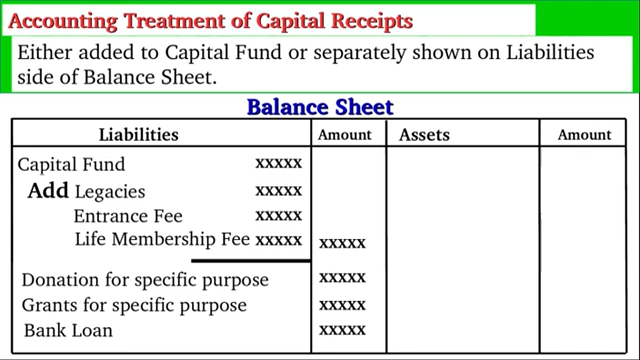 Accounting Treatment of Capital Receipts
Either added to Capital Fund or separately shown on Liabilities
side of Balance Sheet.
Balance Sheet
Liabilities Amount Assets Amount
Capital Fund xxxxx
Add Legacies xxxxx
Entrance Fee xxxxx
Life Membership Fee xxxxx xxxxx
Donation for specific purpose xxxxx
Grants for specific purpose xxxxx
Bank Loan xxxxx